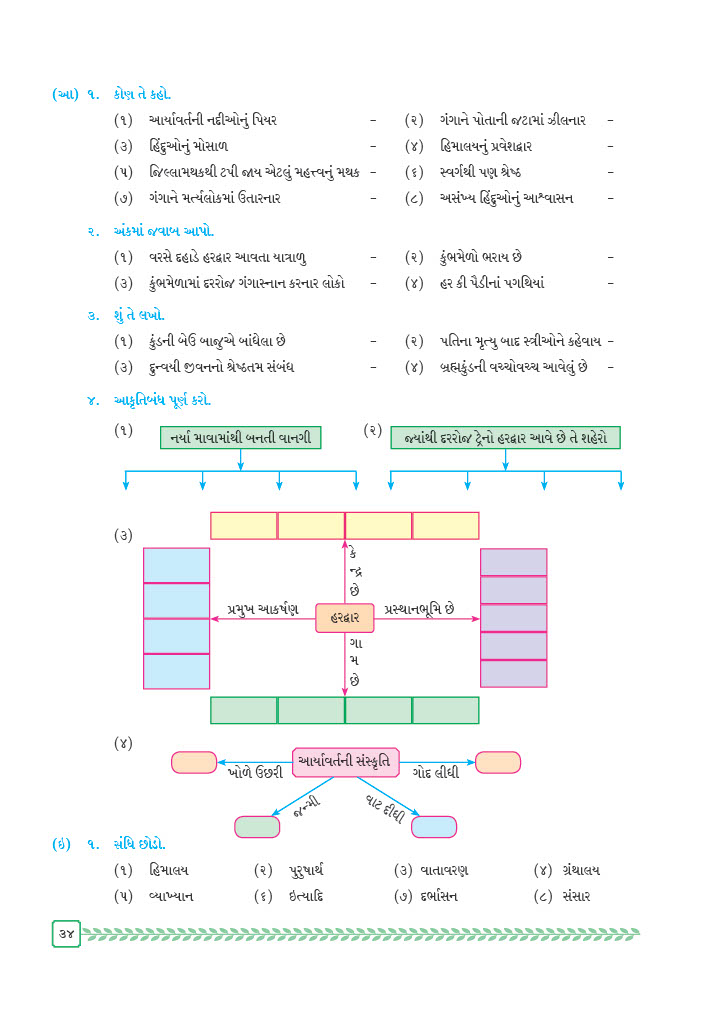 (આ) ૧. કોણ તે કહો.
(૧) આર્યાવર્તની નદીઓનું પિયર – (૨) ગંગાને પોતાની જટામાં ઝીલનાર –
(૩) હિંદુઓનું મોસાળ – (૪) હિમાલયનું પ્રવેશદ્વાર –
(૫) જિલ્લામથકથી ટપી જાય એટલું મહત્ત્વનું મથક – (૬) સ્વર્ગથી પણ શ્રેષ્ઠ –
(૭) ગંગાને મર્ત્યલોકમાં ઉતારનાર – (૮) અસંખ્ય હિંદુઓનું આશ્વાસન –
૨. અંકમાં જવાબ આપો.
(૧) વરસે દહાડે હરદ્વાર આવતા યાત્રાળુ – (૨) કુંભમેળો ભરાય છે –
(૩) કુંભમેળામાં દરરોજ ગંગાસ્નાન કરનાર લોકો – (૪) હર કી પૈડીનાં પગથિયાં –
૩. શું તે લખો.
(૧) કુંડની બેઉ બાજુએ બાંધેલા છે – (૨) પતિના મૃત્યુ બાદ સ્ત્રીઓને કહેવાય –
(૩) દુન્વયી જીવનનો શ્રેષ્ઠતમ સંબંધ – (૪) બ્રહ્મકુંડની વચ્ચોવચ્ચ આવેલું છે –
૪. આકૃતિબંધ પૂર્ણ કરો.
(૧) નર્યા માવામાંથી બનતી વાનગી (૨) જ્યાંથી દરરોજ ટ્રેનો હરદ્વાર આવે છે તે શહેરો
(૩)
કે
ન્દ્ર
છે
પ્રમુખ આકર્ષણ હરદ્વાર પ્રસ્થાનભૂમિ છે
ગા
મ
છે
(૪)
આર્યાવર્તની સંસ્કૃતિ
ખોળે ઉછરી ગોદ લીધી
જન્મી વાટ દીધી
(ઇ) ૧. સંધિ છોડો.
(૧) હિમાલય (૨) પુરુષાર્થ (૩) વાતાવરણ (૪) ગ્રંથાલય
(૫) વ્યાખ્યાન (૬) ઇત્યાદિ (૭) દર્ભાસન (૮) સંસાર
૩૪